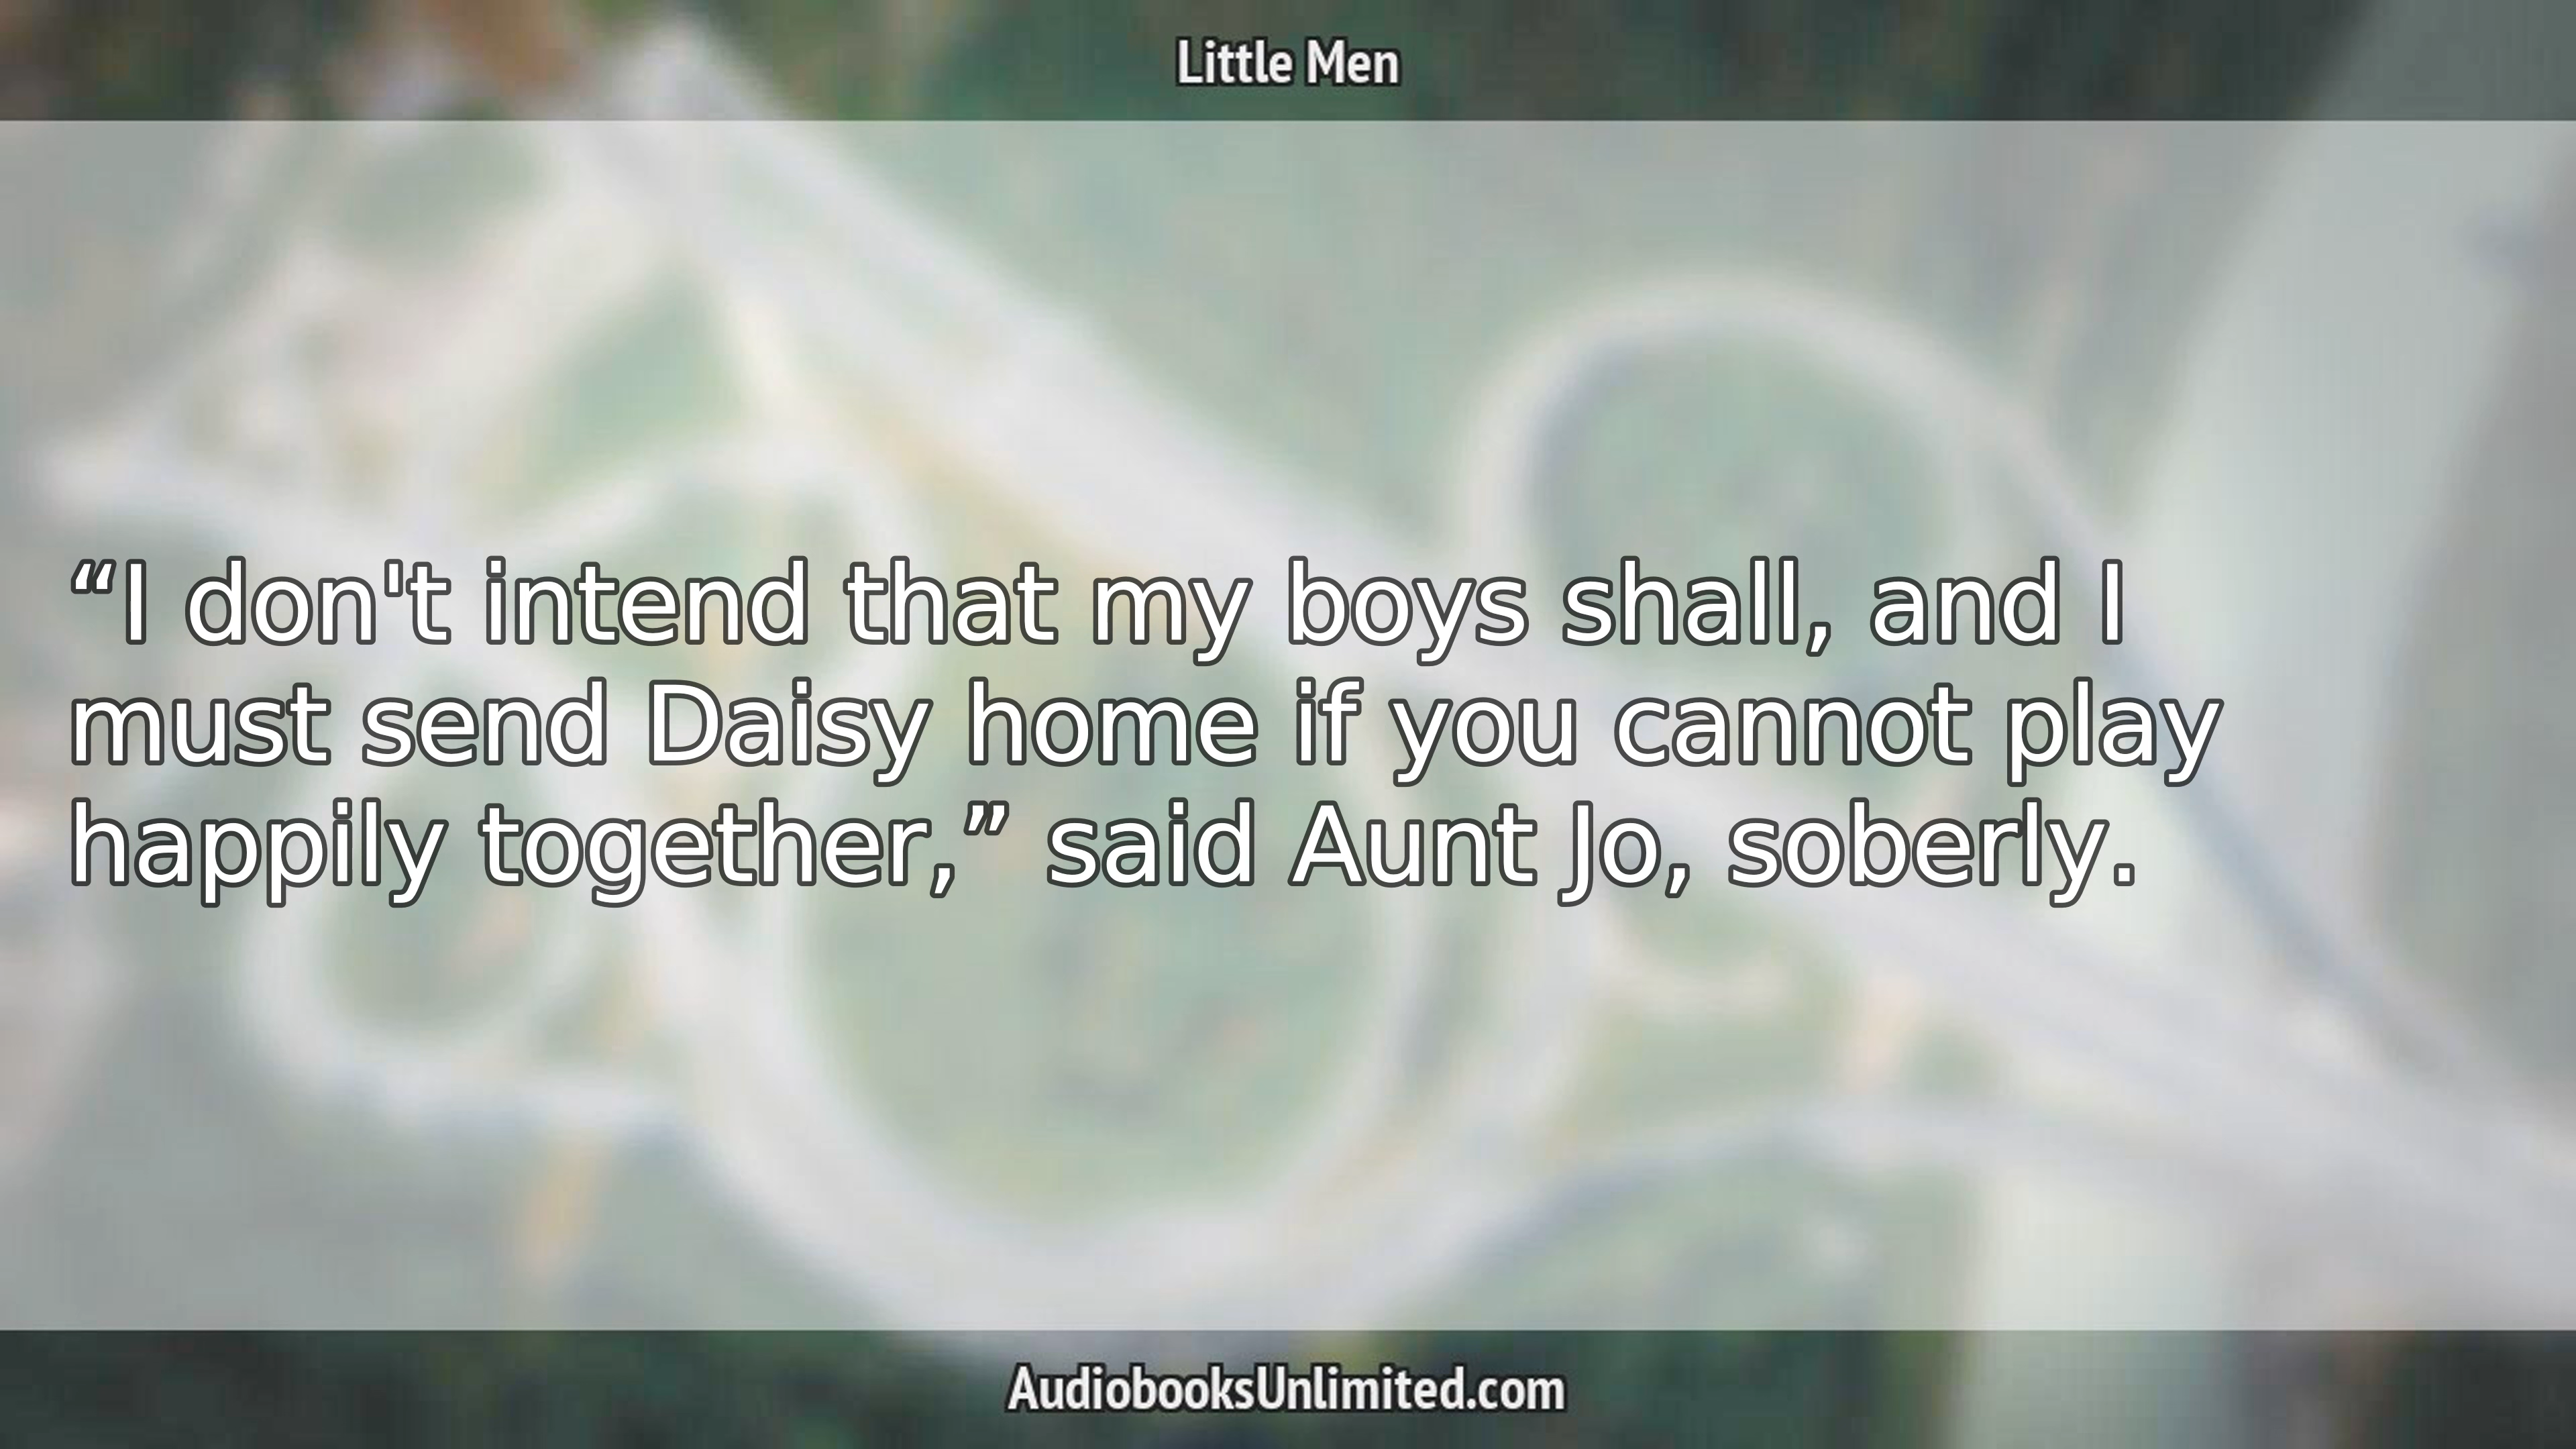 Little Men
“I don't intend that my boys shall, and I
must send Daisy home if you cannot play
happily together,” said Aunt Jo, soberly.
AudiobooksUnlimited.com